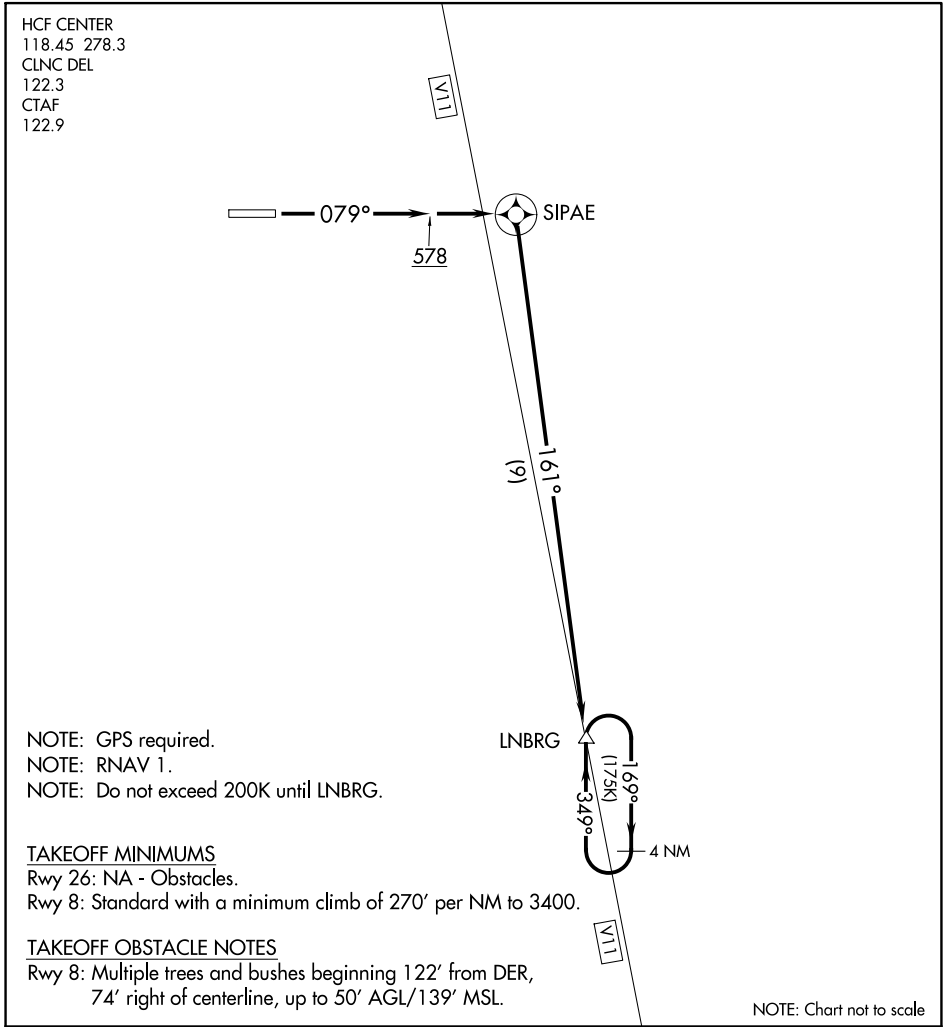 HCF CENTER
118.45 278.3
CLNC DEL
122.3
CTAF
122.9
V11
079°
578
SIPAE
161°
(9)
LNBRG
169°
(175K)
349°
4 NM
V11
NOTE: GPS required.
NOTE: RNAV 1.
NOTE: Do not exceed 200K until LNBRG.
TAKEOFF MINIMUMS
Rwy 26: NA - Obstacles.
Rwy 8: Standard with a minimum climb of 270' per NM to 3400.
TAKEOFF OBSTACLE NOTES
Rwy 8: Multiple trees and bushes beginning 122' from DER,
74' right of centerline, up to 50' AGL/139' MSL.
NOTE: Chart not to scale